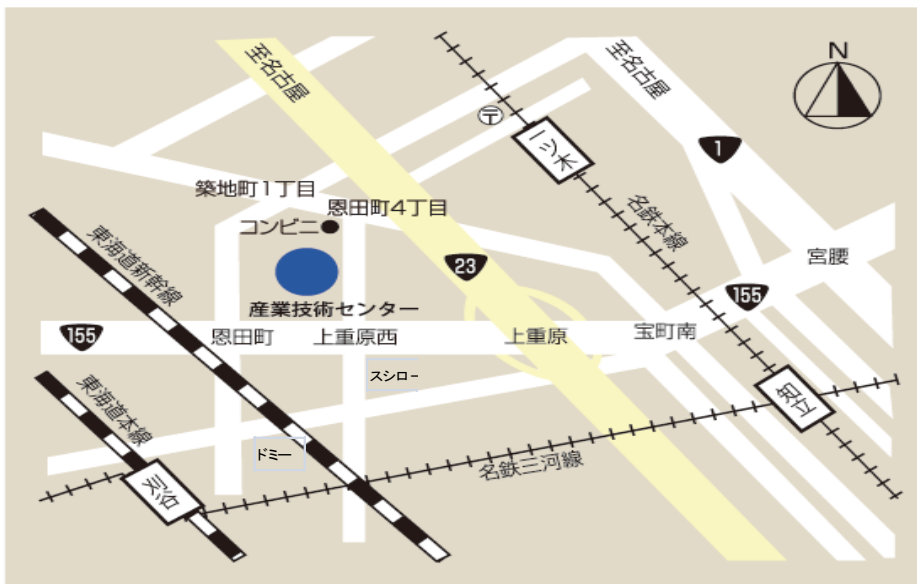 至名古屋
至名古屋
N
〒
一ツ木
1
築地町1丁目
恩田町4丁目
コンビニ
名鉄本線
東海道新幹線
23
宮腰
産業技術センター
155
155
恩田町
上重原西
上重原
宝町南
スシロー
東海道本線
知立
ドミー
名鉄三河線
刈谷